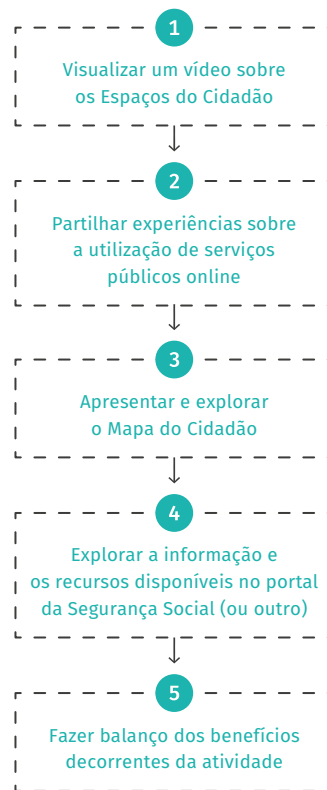 1
Visualizar um vídeo sobre
os Espaços do Cidadão
2
Partilhar experiências sobre
a utilização de serviços
públicos online
3
Apresentar e explorar
o Mapa do Cidadão
4
Explorar a informação e
os recursos disponíveis no portal
da Segurança Social (ou outro)
5
Fazer balanço dos benefícios
decorrentes da atividade